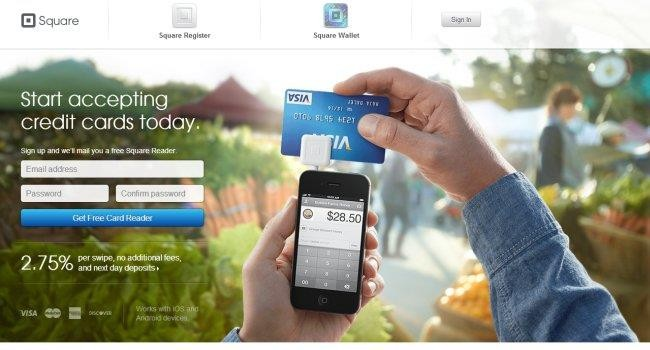 Square
Square Register
Square Wallet
Sign In
Start accepting
credit cards today.
Sign up and we'll mail you a free Square Reader.
Email address
Password
Confirm password
Get Free Card Reader
2.75%
per swipe, no additional fees,
and next day deposits
VISA
AMEX
DISCOVER
Works with iOS and
Android devices.
VISA
VISA
$28.50